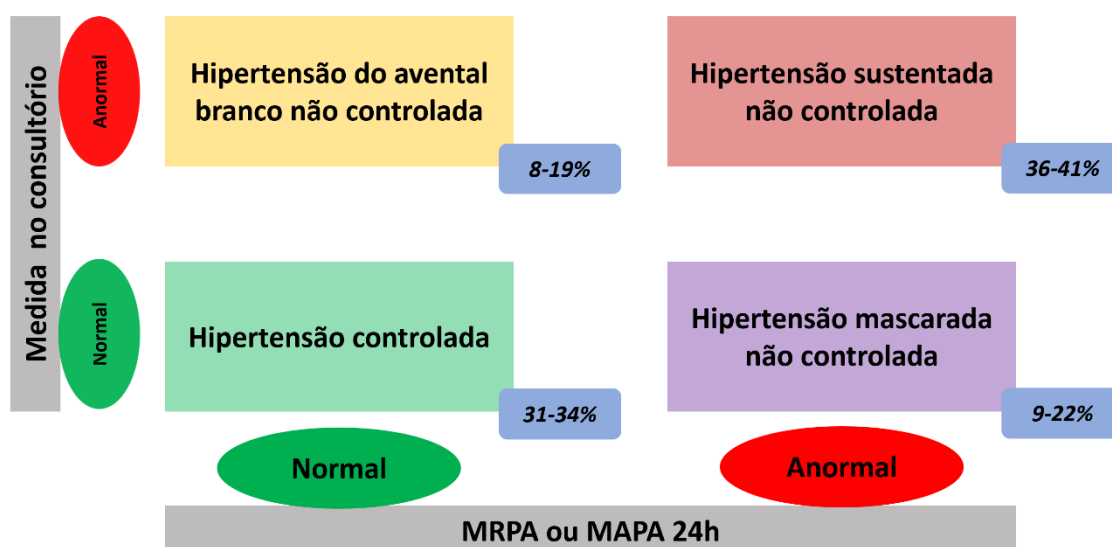 Medida no consultório
Anormal
Hipertensão do avental
branco não controlada
8-19%
Hipertensão sustentada
não controlada
36-41%
Normal
Hipertensão controlada
31-34%
Hipertensão mascarada
não controlada
9-22%
Normal
Anormal
MRPA ou MAPA 24h